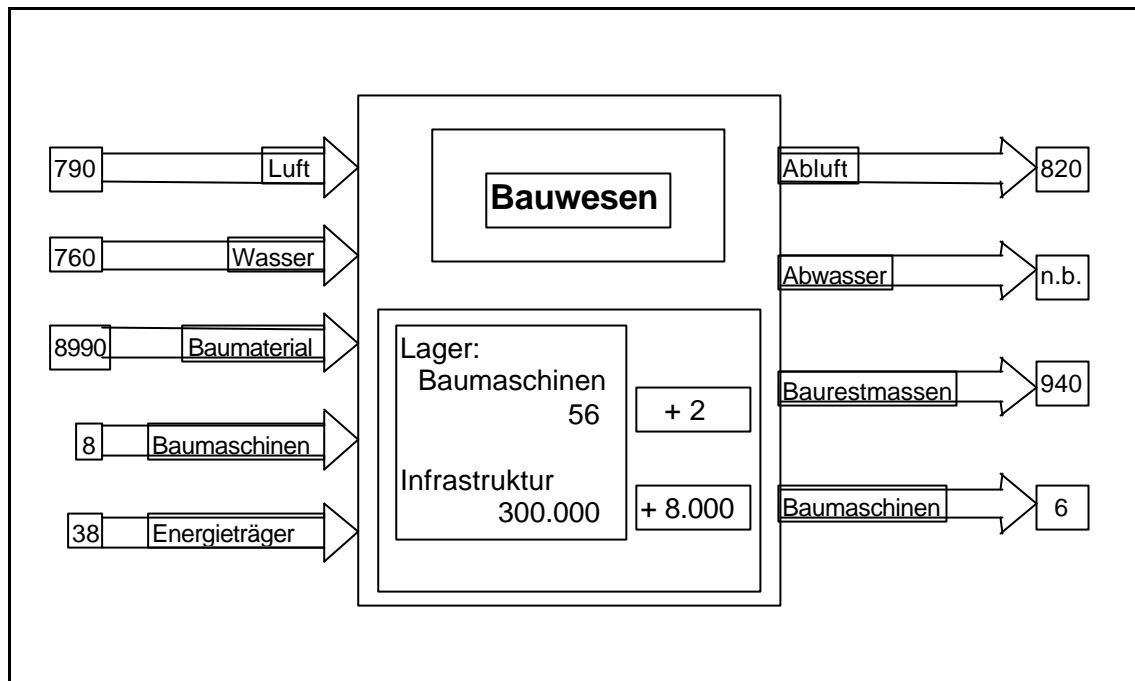 Bauwesen
790 Luft
760 Wasser
8990 Baumaterial
8 Baumaschinen
38 Energieträger
Lager:
Baumaschinen
56
+ 2
Infrastruktur
300.000
+ 8.000
Abluft 820
Abwasser n.b.
Baurestmassen 940
Baumaschinen 6